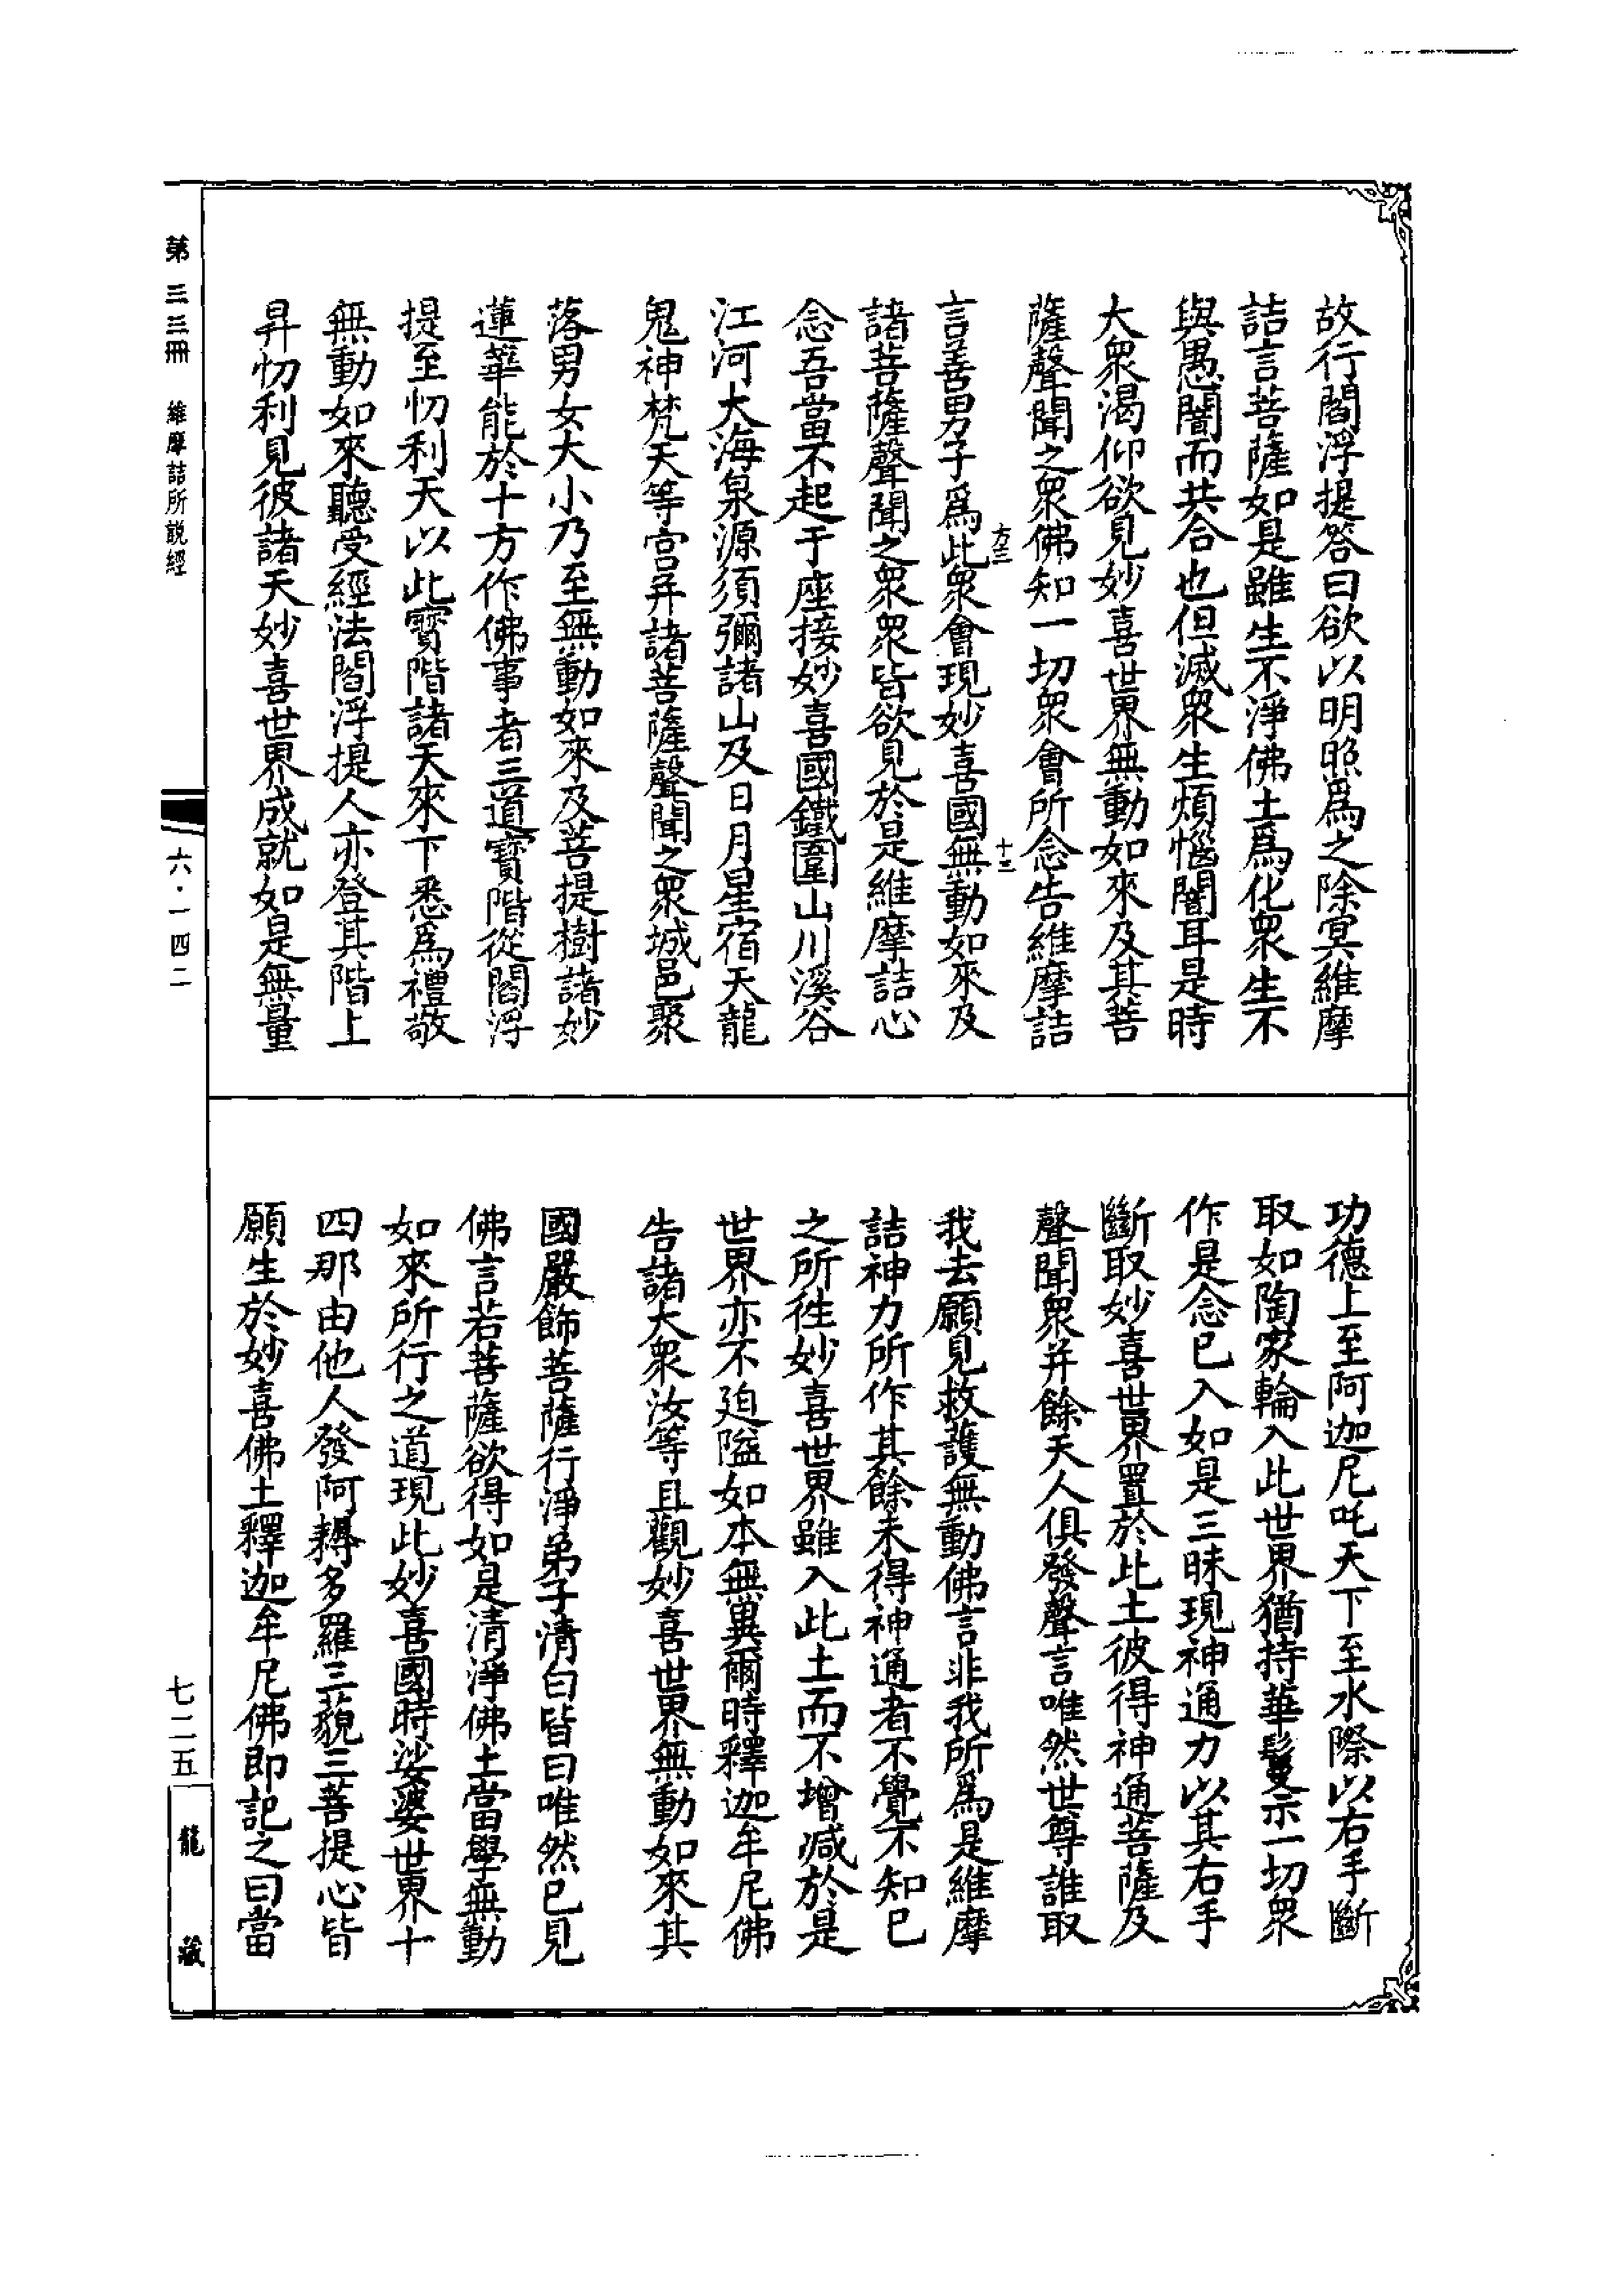 故行閻浮提答曰欲以明照爲之除冥維摩
詰言菩薩如是雖生不淨佛土爲化衆生不
與愚闇而共合也但滅衆生煩惱闇耳是時
大衆渴仰欲見妙喜世界無動如來及其菩
薩聲聞之衆佛知一切衆會所念告維摩詰
方三
十三
言善男子爲此衆會現妙喜國無動如來及
諸菩薩聲聞之衆衆皆欲見於是維摩詰心
念吾當不起于座接妙喜國鐵圍山川溪谷
江河大海泉源須彌諸山及日月星宿天龍
鬼神梵天等宮并諸菩薩聲聞之衆城邑聚
落男女大小乃至無動如來及菩提樹諸妙
蓮華能於十方作佛事者三道寶階從閻浮
提至忉利天以此寶階諸天來下悉爲禮敬
無動如來聽受經法閻浮提人亦登其階上
昇忉利見彼諸天妙喜世界成就如是無量
功德上至阿迦尼吒天下至水際以右手斷
取如陶家輪入此世界猶持華鬘示一切衆
作是念已入如是三昧現神通力以其右手
斷取妙喜世界置於此土彼得神通菩薩及
聲聞衆并餘天人俱發聲言唯然世尊誰取
我去願見救護無動佛言非我所爲是維摩
詰神力所作其餘未得神通者不覺不知已
之所往妙喜世界雖入此土而不增減於是
世界亦不迫隘如本無異爾時釋迦牟尼佛
告諸大衆汝等且觀妙喜世界無動如來其
國嚴飾菩薩行淨弟子清白皆曰唯然已見
佛言若菩薩欲得如是清淨佛土當學無動
如來所行之道現此妙喜國時娑婆世界十
四那由他人發阿耨多羅三藐三菩提心皆
願生於妙喜佛土釋迦牟尼佛即記之曰當
第三三冊 維摩詰所説經
六·一四二
七二五
龍藏